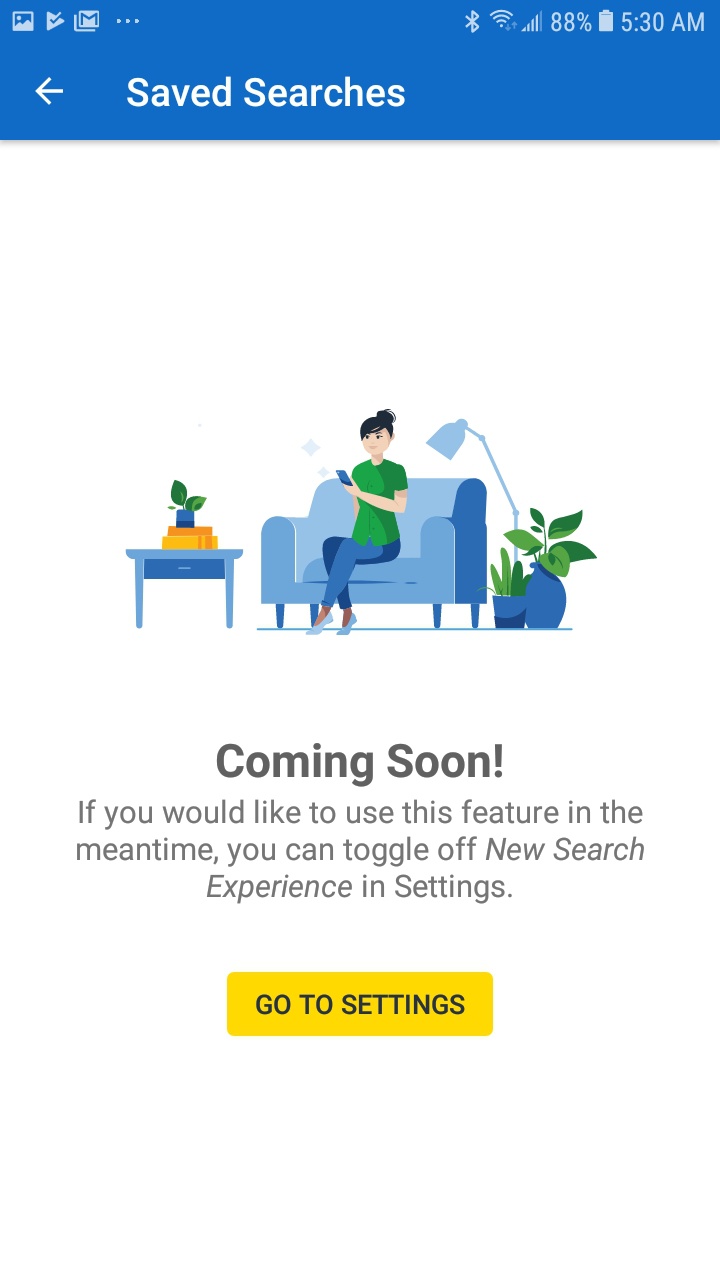 88% 5:30 AM
Saved Searches
Coming Soon!
If you would like to use this feature in the
meantime, you can toggle off New Search
Experience in Settings.
GO TO SETTINGS